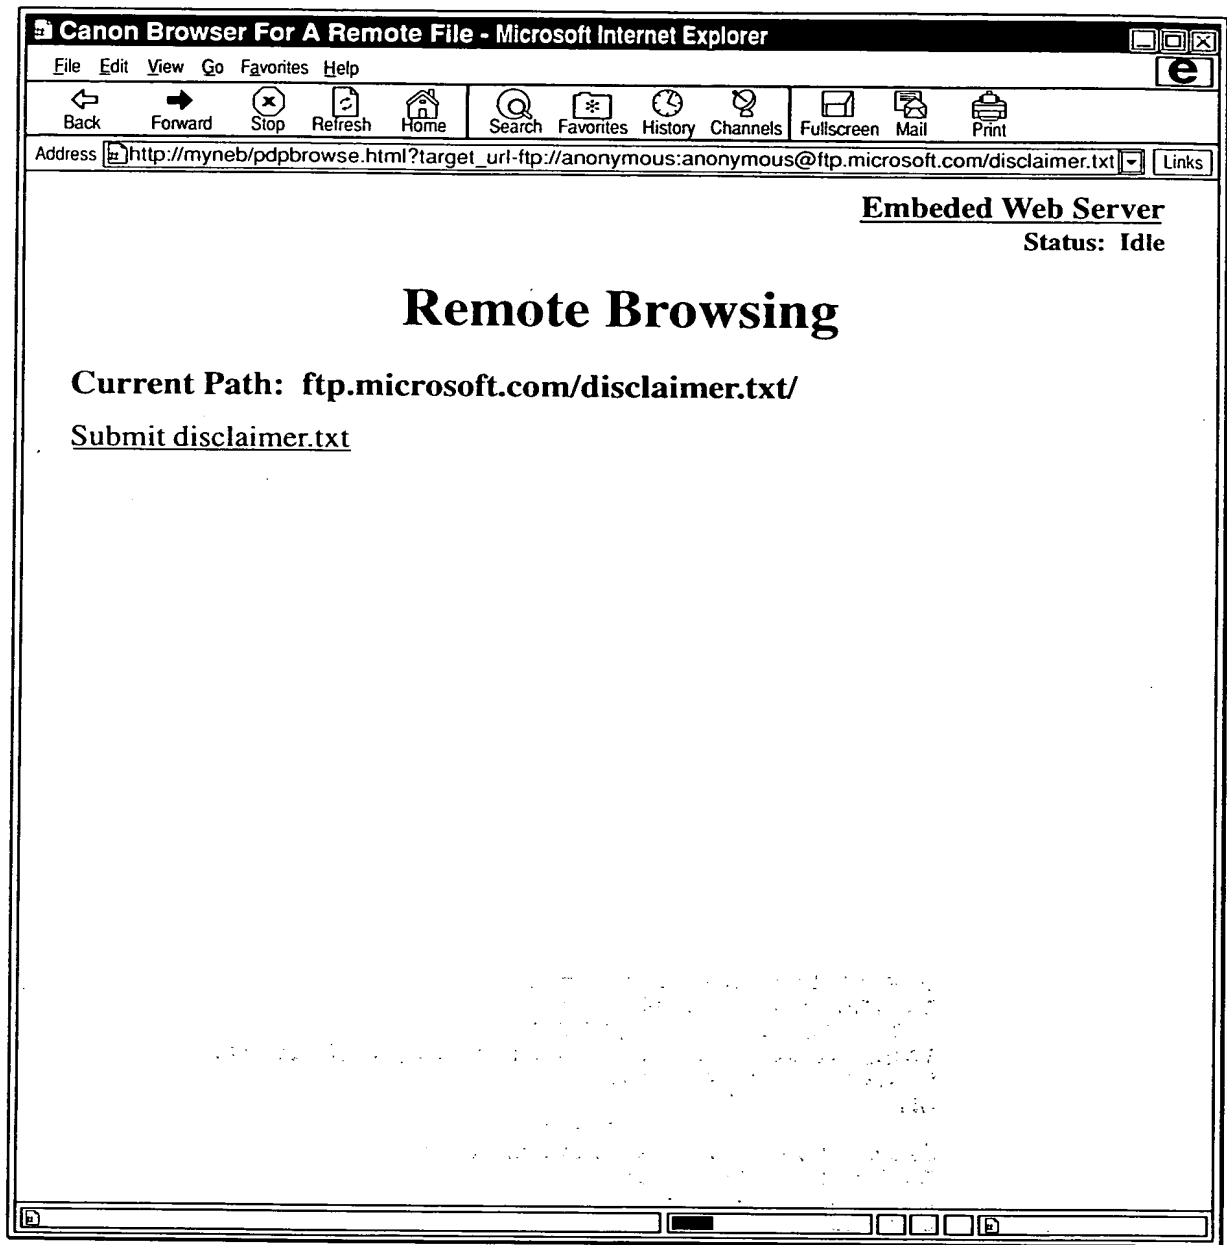 Canon Browser For A Remote File - Microsoft Internet Explorer
File Edit View Go Favorites Help
Back Forward Stop Refresh Home Search Favorites History Channels Fullscreen Mail Print
Address http://myneb/pdpbrowse.html?target_url-ftp://anonymous:anonymous@ftp.microsoft.com/disclaimer.txt Links
Embeded Web Server
Status: Idle
Remote Browsing
Current Path: ftp.microsoft.com/disclaimer.txt/
Submit disclaimer.txt